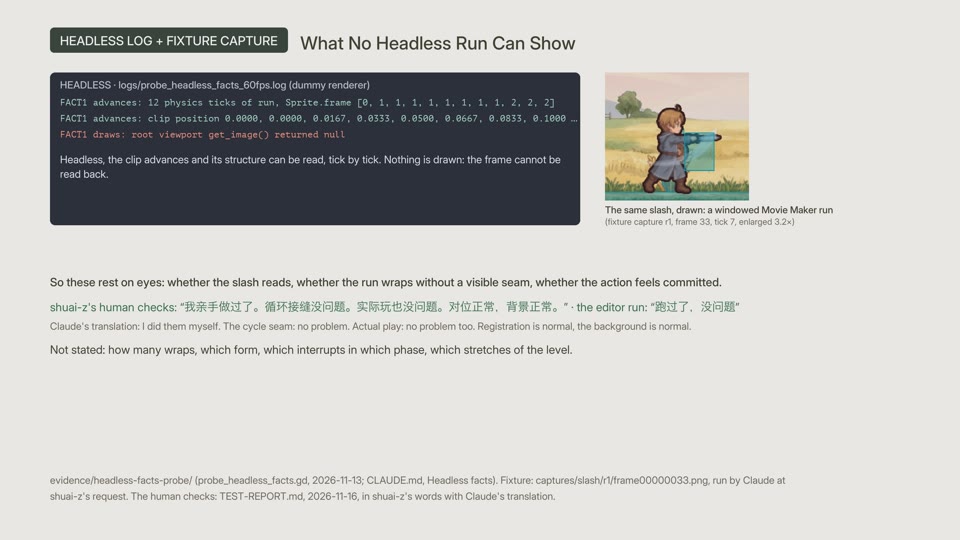 HEADLESS LOG + FIXTURE CAPTURE
What No Headless Run Can Show
HEADLESS · logs/probe_headless_facts_60fps.log (dummy renderer)
FACT1 advances: 12 physics ticks of run, Sprite.frame [0, 1, 1, 1, 1, 1, 1, 1, 1, 2, 2, 2]
FACT1 advances: clip position 0.0000, 0.0000, 0.0167, 0.0333, 0.0500, 0.0667, 0.0833, 0.1000 …
FACT1 draws: root viewport get_image() returned null
Headless, the clip advances and its structure can be read, tick by tick. Nothing is drawn: the frame cannot be
read back.
The same slash, drawn: a windowed Movie Maker run
(fixture capture r1, frame 33, tick 7, enlarged 3.2×)
So these rest on eyes: whether the slash reads, whether the run wraps without a visible seam, whether the action feels committed.
shuai-z's human checks: “我亲手做过了。循环接缝没问题。实际玩也没问题。对位正常，背景正常。” · the editor run: “跑过了，没问题”
Claude's translation: I did them myself. The cycle seam: no problem. Actual play: no problem too. Registration is normal, the background is normal.
Not stated: how many wraps, which form, which interrupts in which phase, which stretches of the level.
evidence/headless-facts-probe/ (probe_headless_facts.gd, 2026-11-13; CLAUDE.md, Headless facts). Fixture: captures/slash/r1/frame00000033.png, run by Claude at
shuai-z's request. The human checks: TEST-REPORT.md, 2026-11-16, in shuai-z's words with Claude's translation.